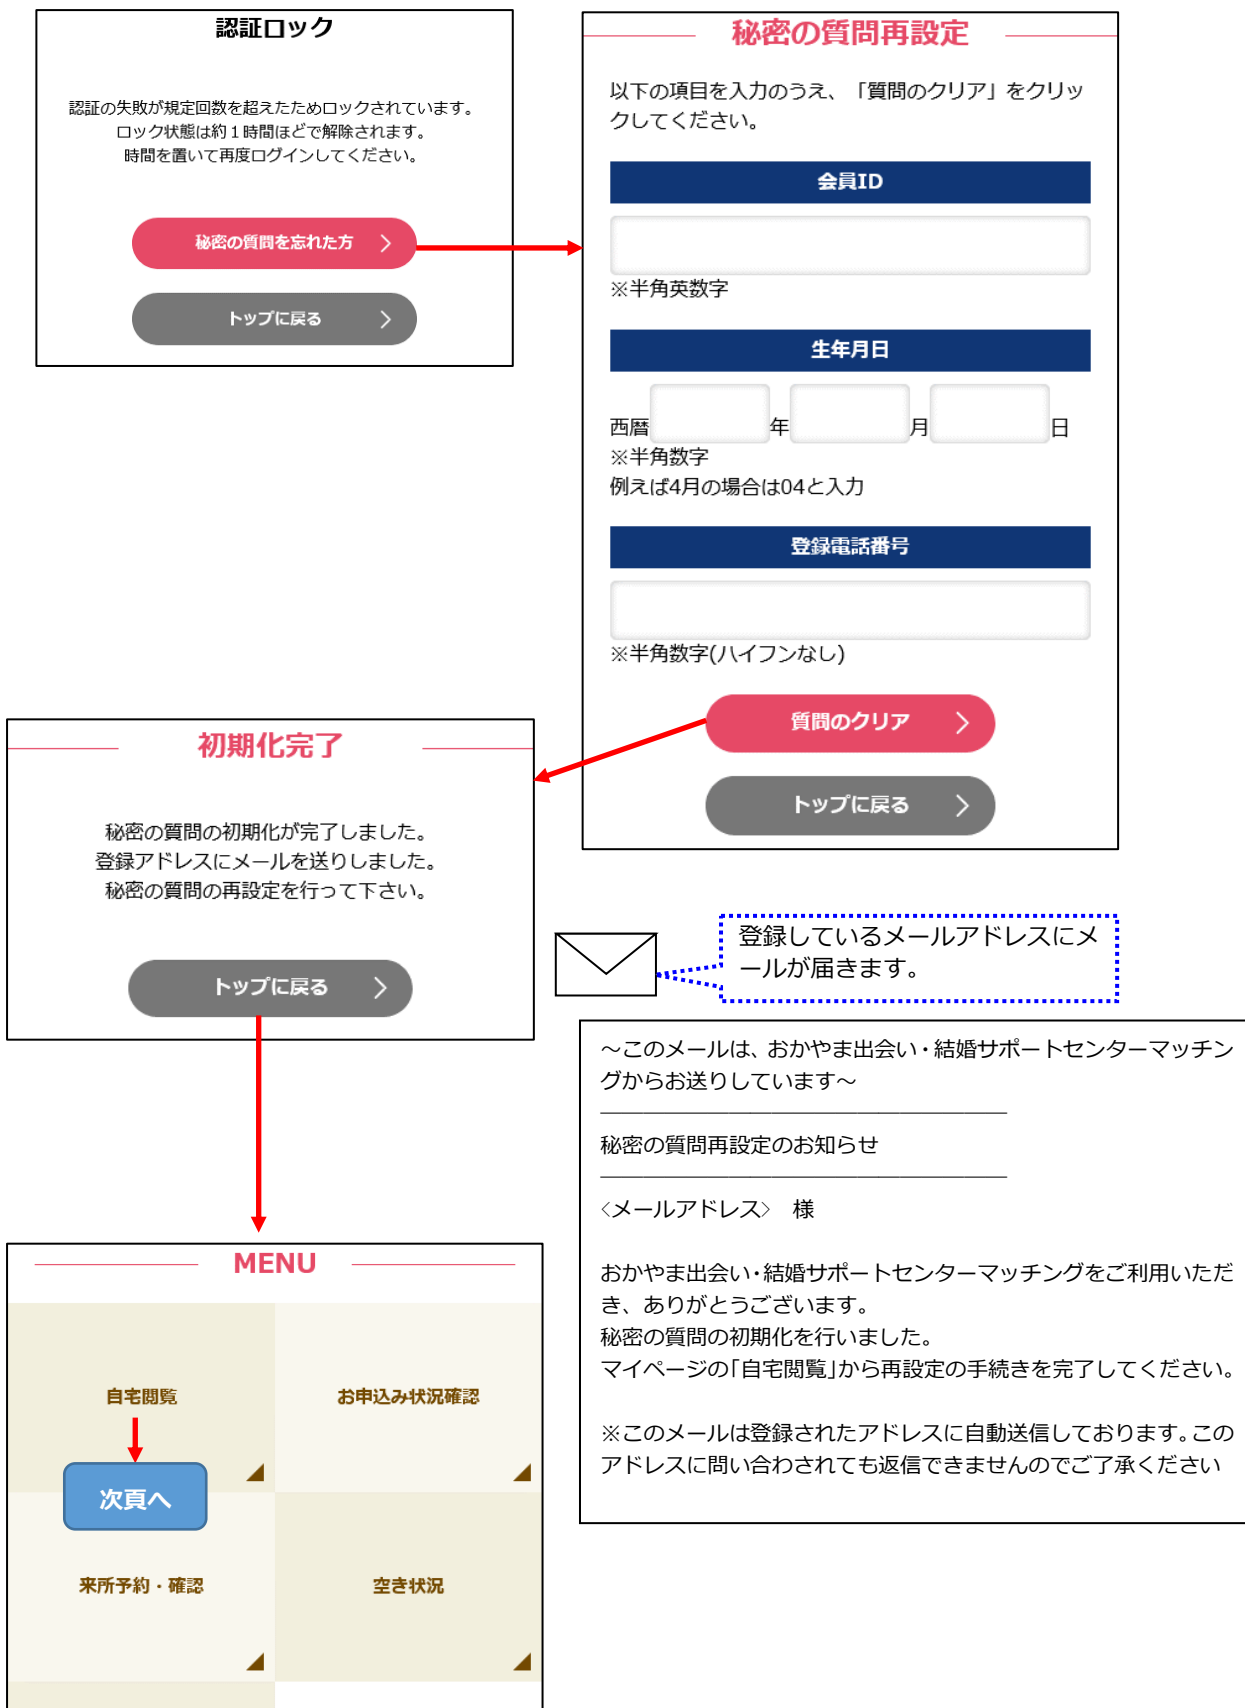 認証ロック
認証の失敗が規定回数を超えたためロックされています。
ロック状態は約１時間ほどで解除されます。
時間を置いて再度ログインしてください。
秘密の質問を忘れた方
トップに戻る
秘密の質問再設定
以下の項目を入力のうえ、「質問のクリア」をクリッ
クしてください。
会員ID
※半角英数字
生年月日
西暦 年 月 日
※半角数字
例えば4月の場合は04と入力
登録電話番号
※半角数字(ハイフンなし)
質問のクリア
トップに戻る
初期化完了
秘密の質問の初期化が完了しました。
登録アドレスにメールを送りしました。
秘密の質問の再設定を行って下さい。
トップに戻る
登録しているメールアドレスにメ
ールが届きます。
～このメールは、おかやま出会い・結婚サポートセンターマッチン
グからお送りしています～
秘密の質問再設定のお知らせ
〈メールアドレス〉　様
おかやま出会い・結婚サポートセンターマッチングをご利用いただ
き、ありがとうございます。
秘密の質問の初期化を行いました。
マイページの「自宅閲覧」から再設定の手続きを完了してください。
※このメールは登録されたアドレスに自動送信しております。この
アドレスに問い合わされても返信できませんのでご了承ください
MENU
自宅閲覧
お申込み状況確認
次頁へ
来所予約・確認
空き状況